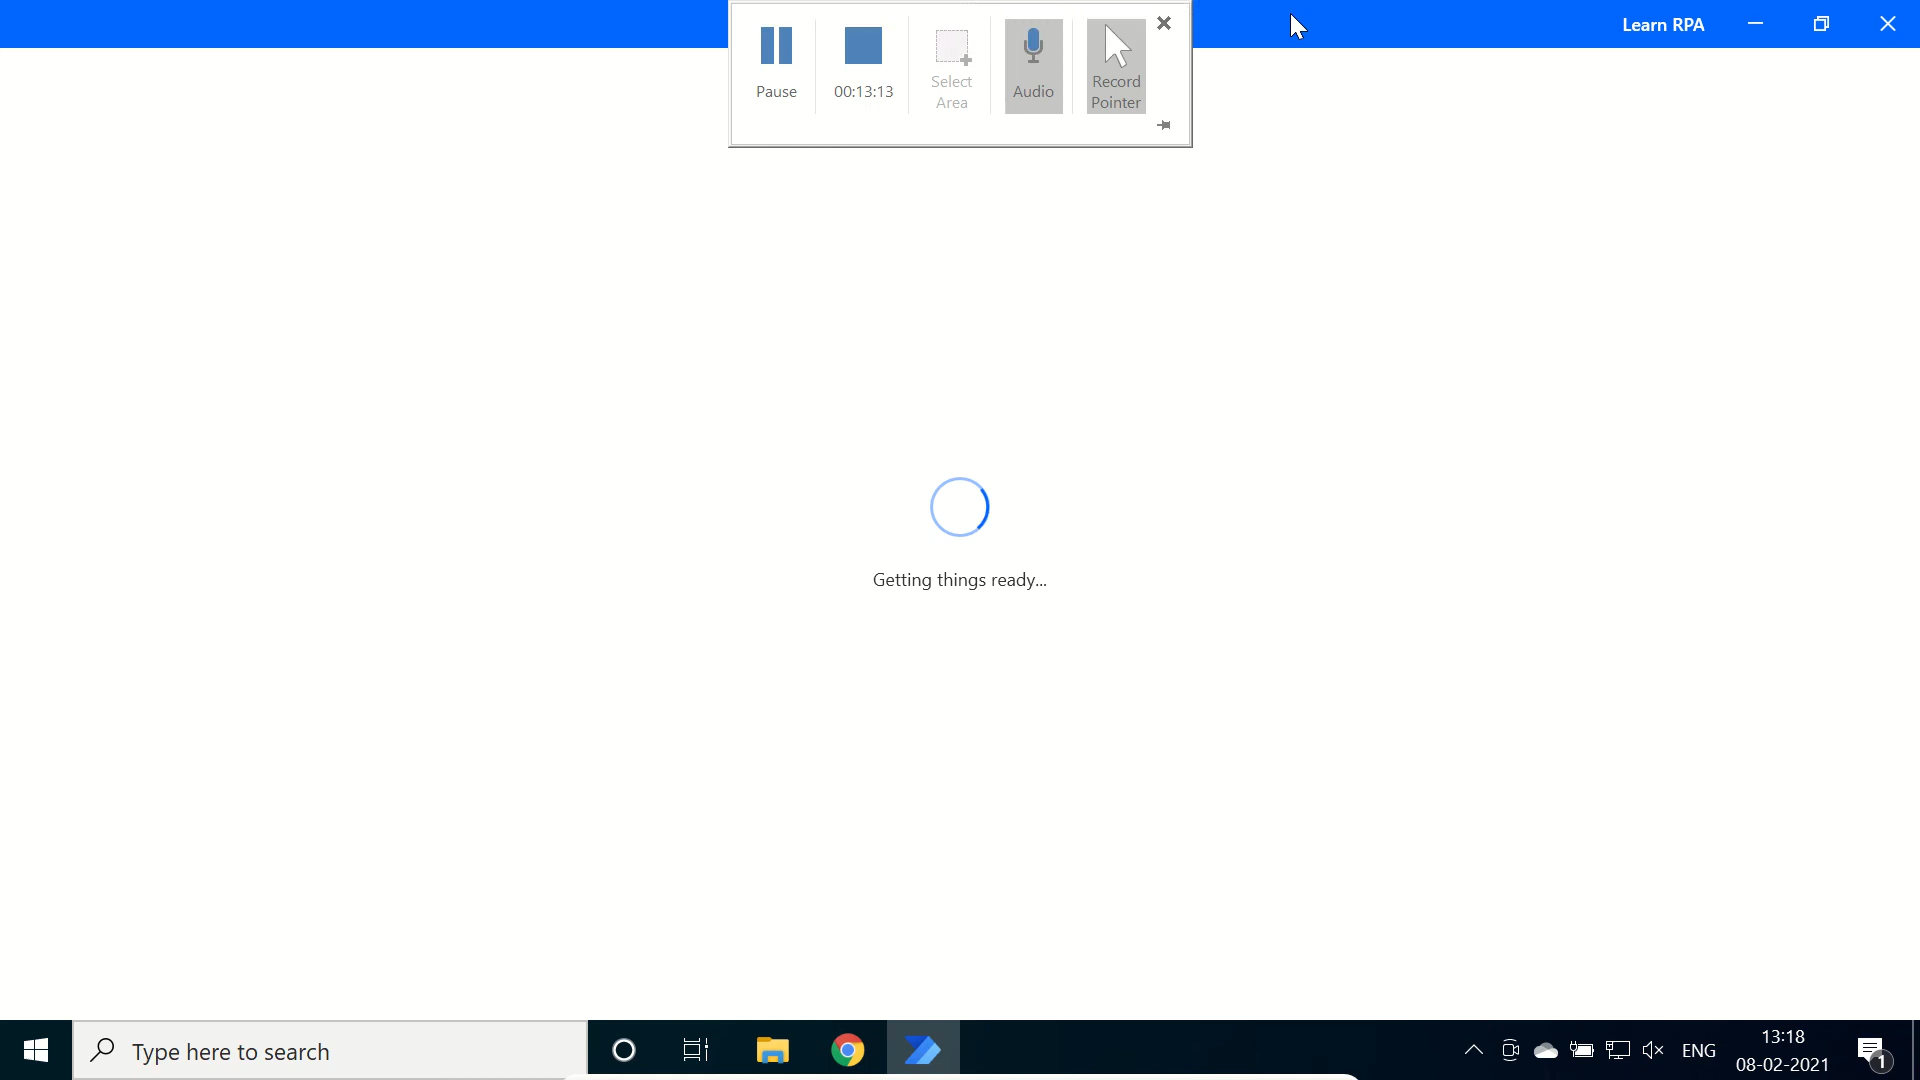 Learn RPA
Pause
00:13:13
Select
Area
Audio
Record
Pointer
Getting things ready...
Type here to search
ENG
13:18
08-02-2021
1